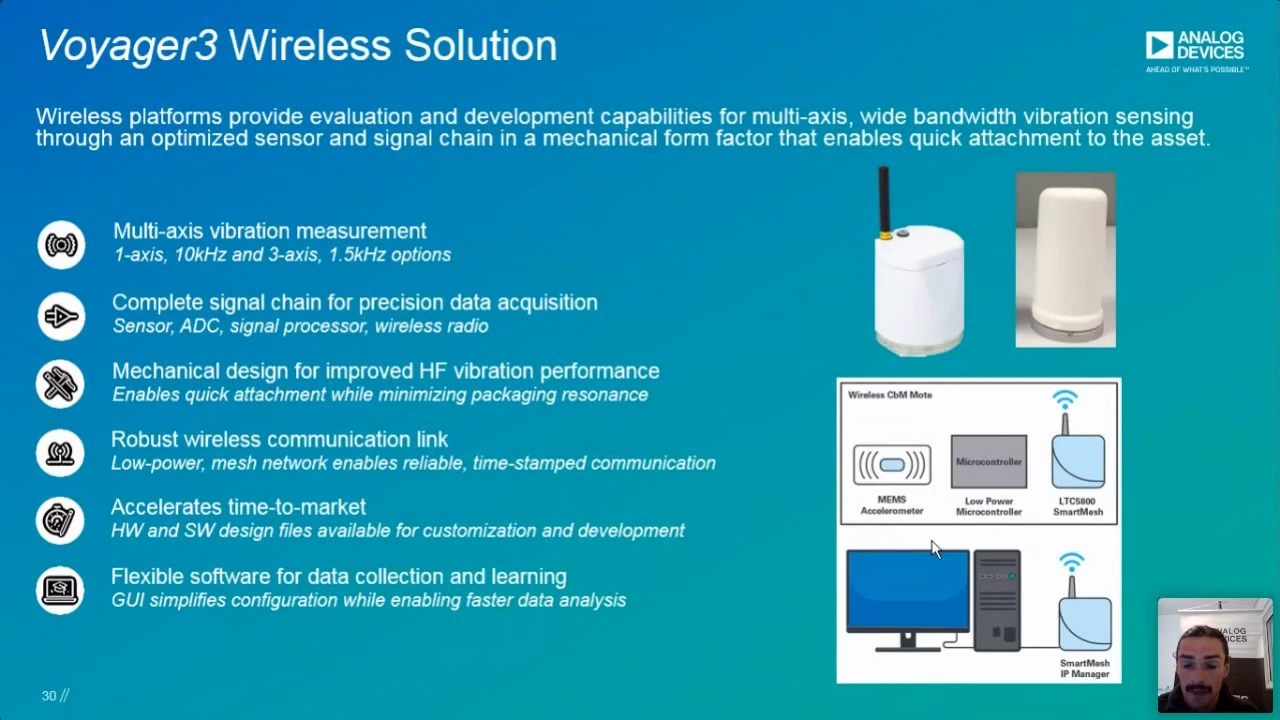 Voyager3 Wireless Solution
ANALOG
DEVICES
AHEAD OF WHAT'S POSSIBLE™
Wireless platforms provide evaluation and development capabilities for multi-axis, wide bandwidth vibration sensing
through an optimized sensor and signal chain in a mechanical form factor that enables quick attachment to the asset.
Multi-axis vibration measurement
1-axis, 10kHz and 3-axis, 1.5kHz options
Complete signal chain for precision data acquisition
Sensor, ADC, signal processor, wireless radio
Mechanical design for improved HF vibration performance
Enables quick attachment while minimizing packaging resonance
Robust wireless communication link
Low-power, mesh network enables reliable, time-stamped communication
Accelerates time-to-market
HW and SW design files available for customization and development
Flexible software for data collection and learning
GUI simplifies configuration while enabling faster data analysis
Wireless CbM Mote
Microcontroller
MEMS
Accelerometer
Low Power
Microcontroller
LTC5800
SmartMesh
SmartMesh
IP Manager
30 //